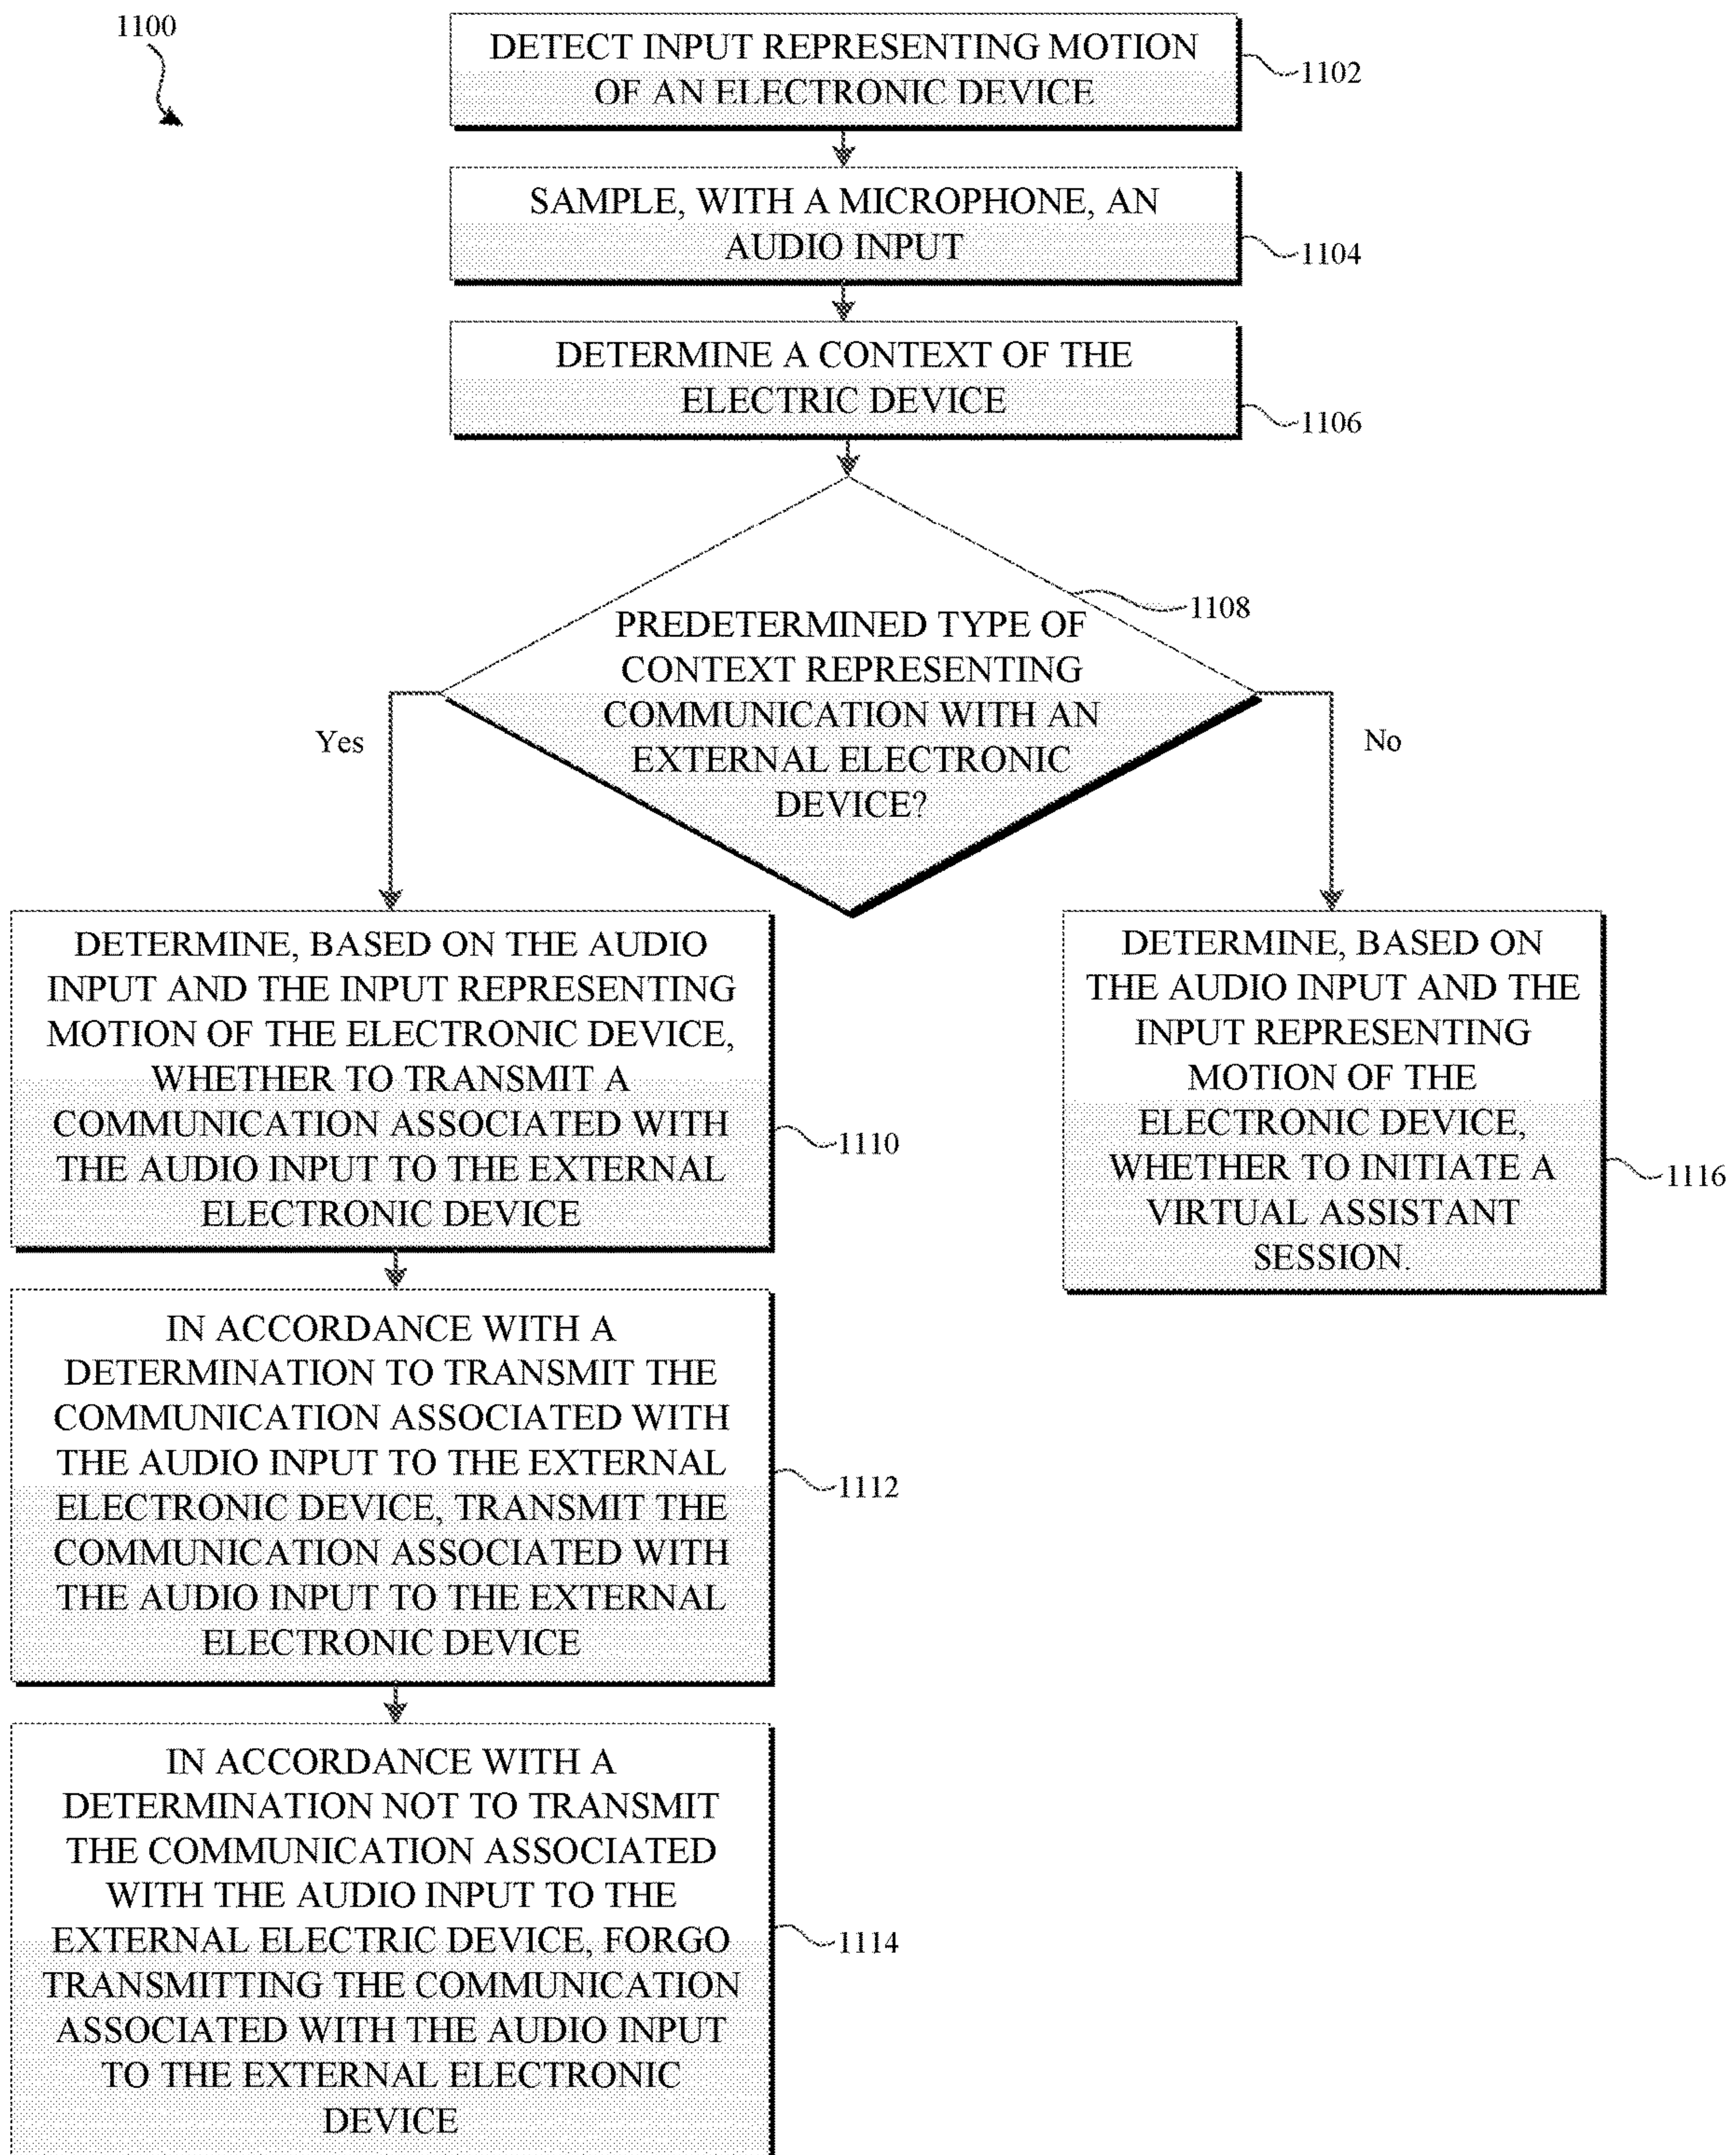 1100
DETECT INPUT REPRESENTING MOTION
OF AN ELECTRONIC DEVICE
1102
SAMPLE, WITH A MICROPHONE, AN
AUDIO INPUT
1104
DETERMINE A CONTEXT OF THE
ELECTRIC DEVICE
1106
1108
PREDETERMINED TYPE OF
CONTEXT REPRESENTING
COMMUNICATION WITH AN
EXTERNAL ELECTRONIC
DEVICE?
Yes
No
DETERMINE, BASED ON THE AUDIO
INPUT AND THE INPUT REPRESENTING
MOTION OF THE ELECTRONIC DEVICE,
WHETHER TO TRANSMIT A
COMMUNICATION ASSOCIATED WITH
THE AUDIO INPUT TO THE EXTERNAL
ELECTRONIC DEVICE
1110
DETERMINE, BASED ON
THE AUDIO INPUT AND THE
INPUT REPRESENTING
MOTION OF THE
ELECTRONIC DEVICE,
WHETHER TO INITIATE A
VIRTUAL ASSISTANT
SESSION.
1116
IN ACCORDANCE WITH A
DETERMINATION TO TRANSMIT THE
COMMUNICATION ASSOCIATED WITH
THE AUDIO INPUT TO THE EXTERNAL
ELECTRONIC DEVICE, TRANSMIT THE
COMMUNICATION ASSOCIATED WITH
THE AUDIO INPUT TO THE EXTERNAL
ELECTRONIC DEVICE
1112
IN ACCORDANCE WITH A
DETERMINATION NOT TO TRANSMIT
THE COMMUNICATION ASSOCIATED
WITH THE AUDIO INPUT TO THE
EXTERNAL ELECTRIC DEVICE, FORGO
TRANSMITTING THE COMMUNICATION
ASSOCIATED WITH THE AUDIO INPUT
TO THE EXTERNAL ELECTRONIC
DEVICE
1114